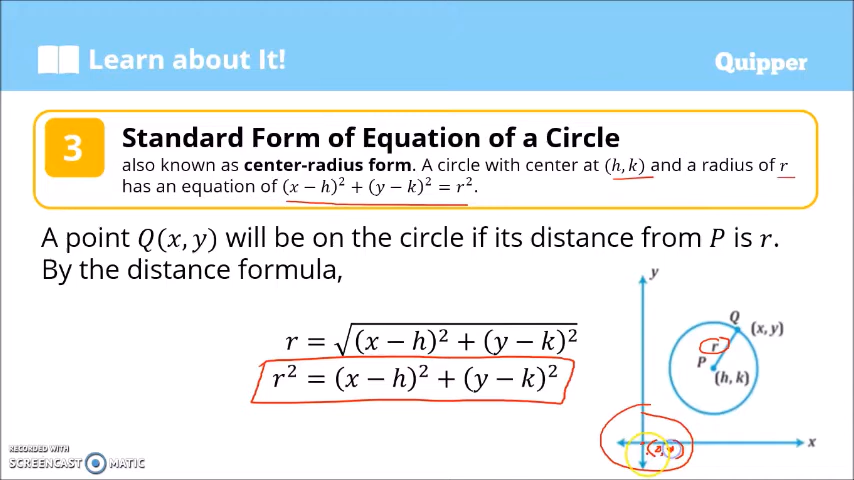 Learn about It!
Quipper
3
Standard Form of Equation of a Circle
also known as center-radius form. A circle with center at (h, k) and a radius of r
has an equation of (x − h)² + (y − k)² = r².
A point Q(x, y) will be on the circle if its distance from P is r.
By the distance formula,
r = √(x − h)² + (y − k)²
r² = (x − h)² + (y − k)²
y
Q
(x, y)
r
P
(h, k)
x
RECORDED WITH
SCREENCAST MATIC